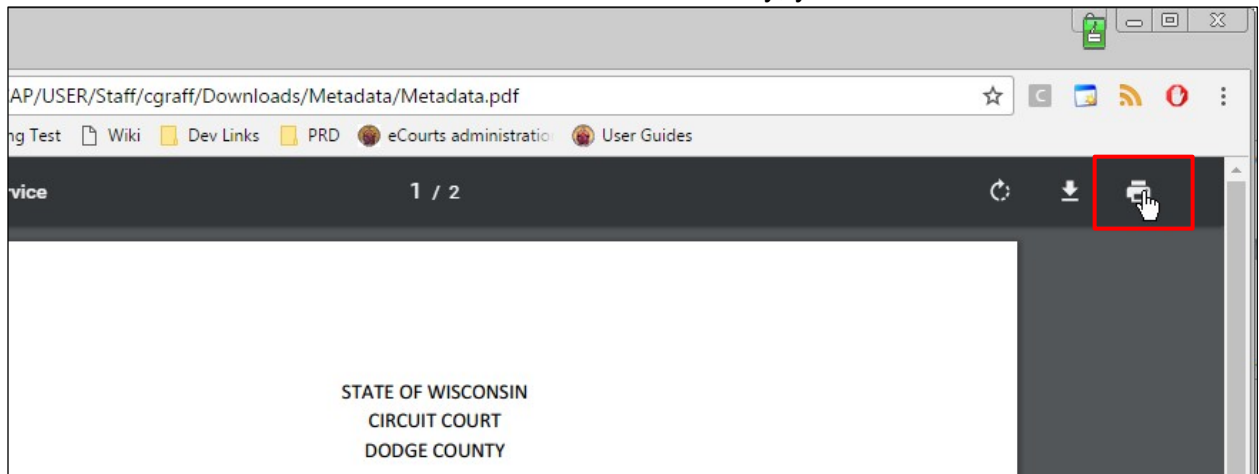 AP/USER/Staff/cgraff/Downloads/Metadata/Metadata.pdf
ng Test Wiki Dev Links PRD eCourts administratio User Guides
rvice 1 / 2
STATE OF WISCONSIN
CIRCUIT COURT
DODGE COUNTY